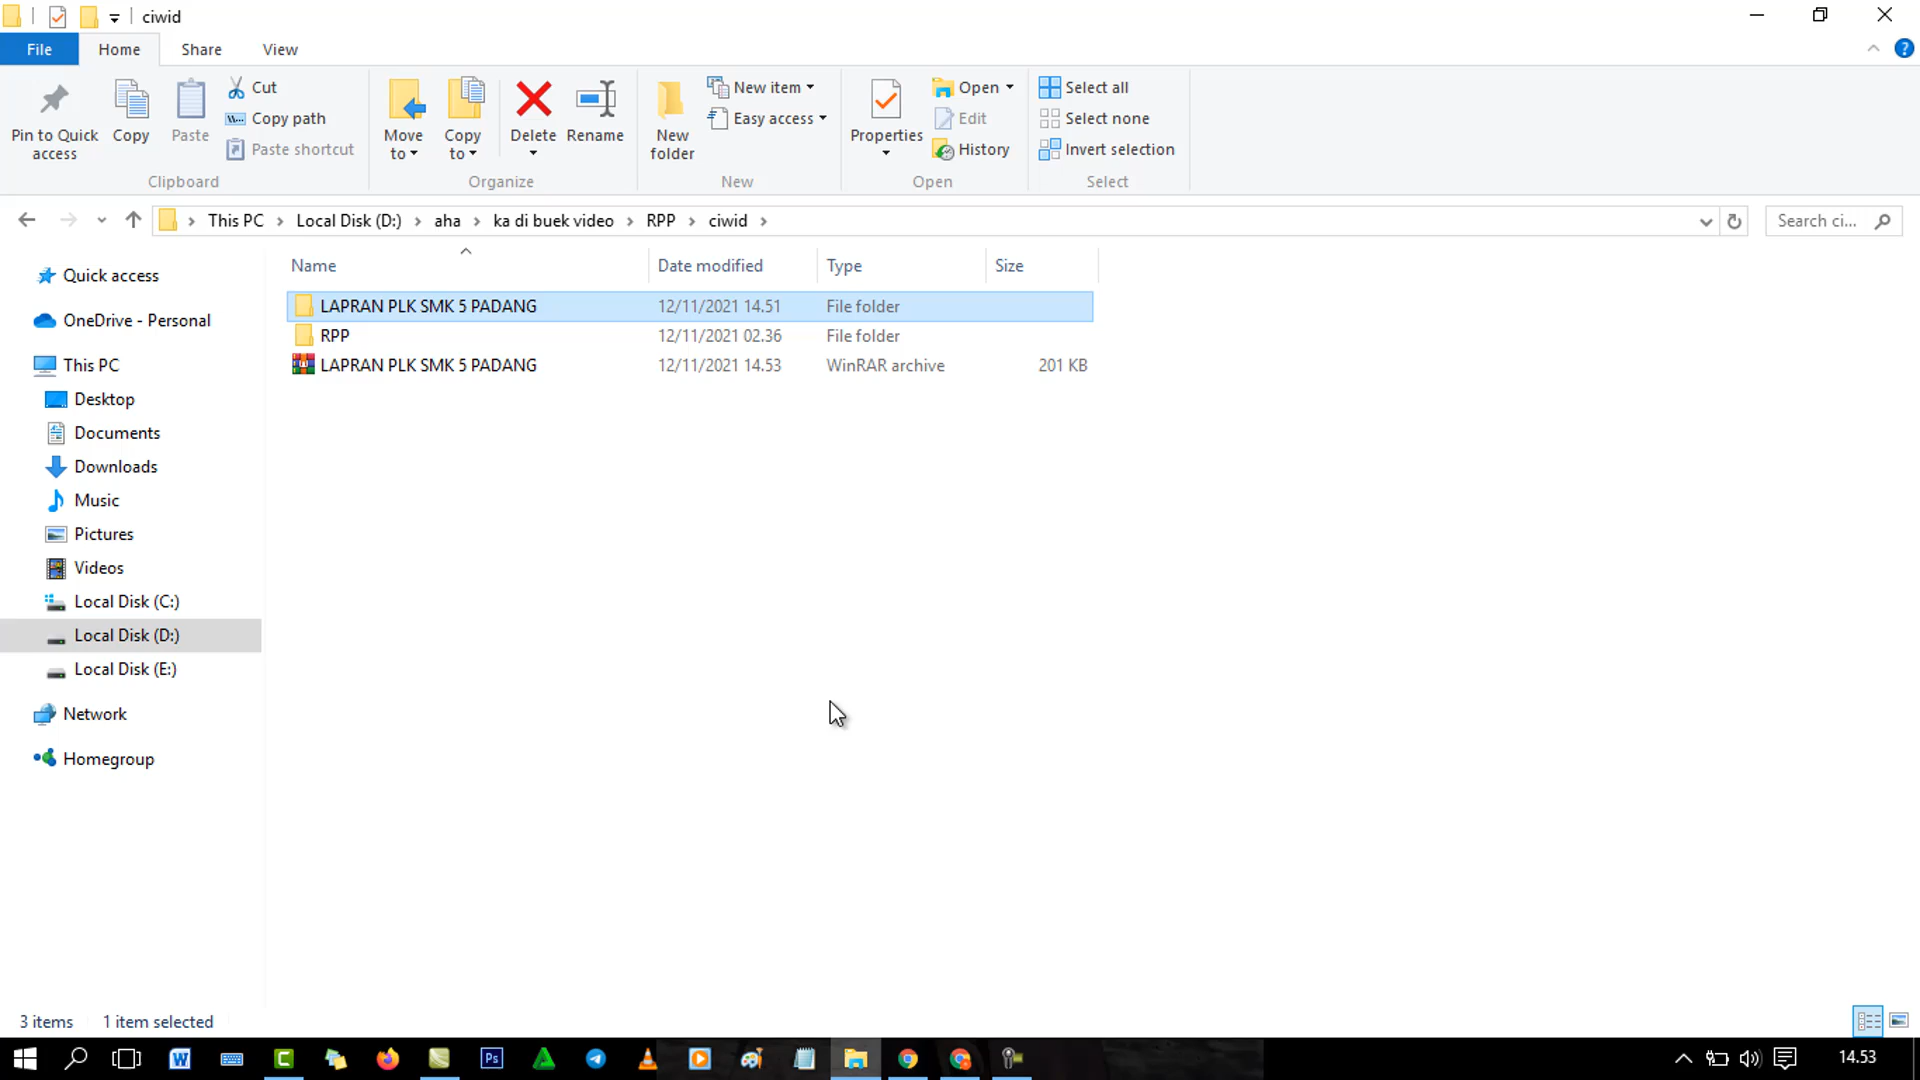 ciwid
File Home Share View
Pin to Quick access
Copy
Paste
Cut
Copy path
Paste shortcut
Clipboard
Move to
Copy to
Delete
Rename
Organize
New folder
New item
Easy access
New
Properties
Open
Edit
History
Open
Select all
Select none
Invert selection
Select
This PC Local Disk (D:) aha ka di buek video RPP ciwid
Search ci...
Name Date modified Type Size
LAPRAN PLK SMK 5 PADANG 12/11/2021 14.51 File folder
RPP 12/11/2021 02.36 File folder
LAPRAN PLK SMK 5 PADANG 12/11/2021 14.53 WinRAR archive 201 KB
Quick access
OneDrive - Personal
This PC
Desktop
Documents
Downloads
Music
Pictures
Videos
Local Disk (C:)
Local Disk (D:)
Local Disk (E:)
Network
Homegroup
3 items 1 item selected
14.53